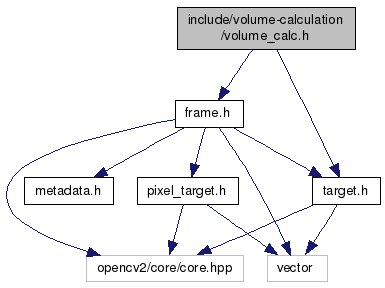 include/volume-calculation
/volume_calc.h
frame.h
metadata.h
pixel_target.h
target.h
opencv2/core/core.hpp
vector